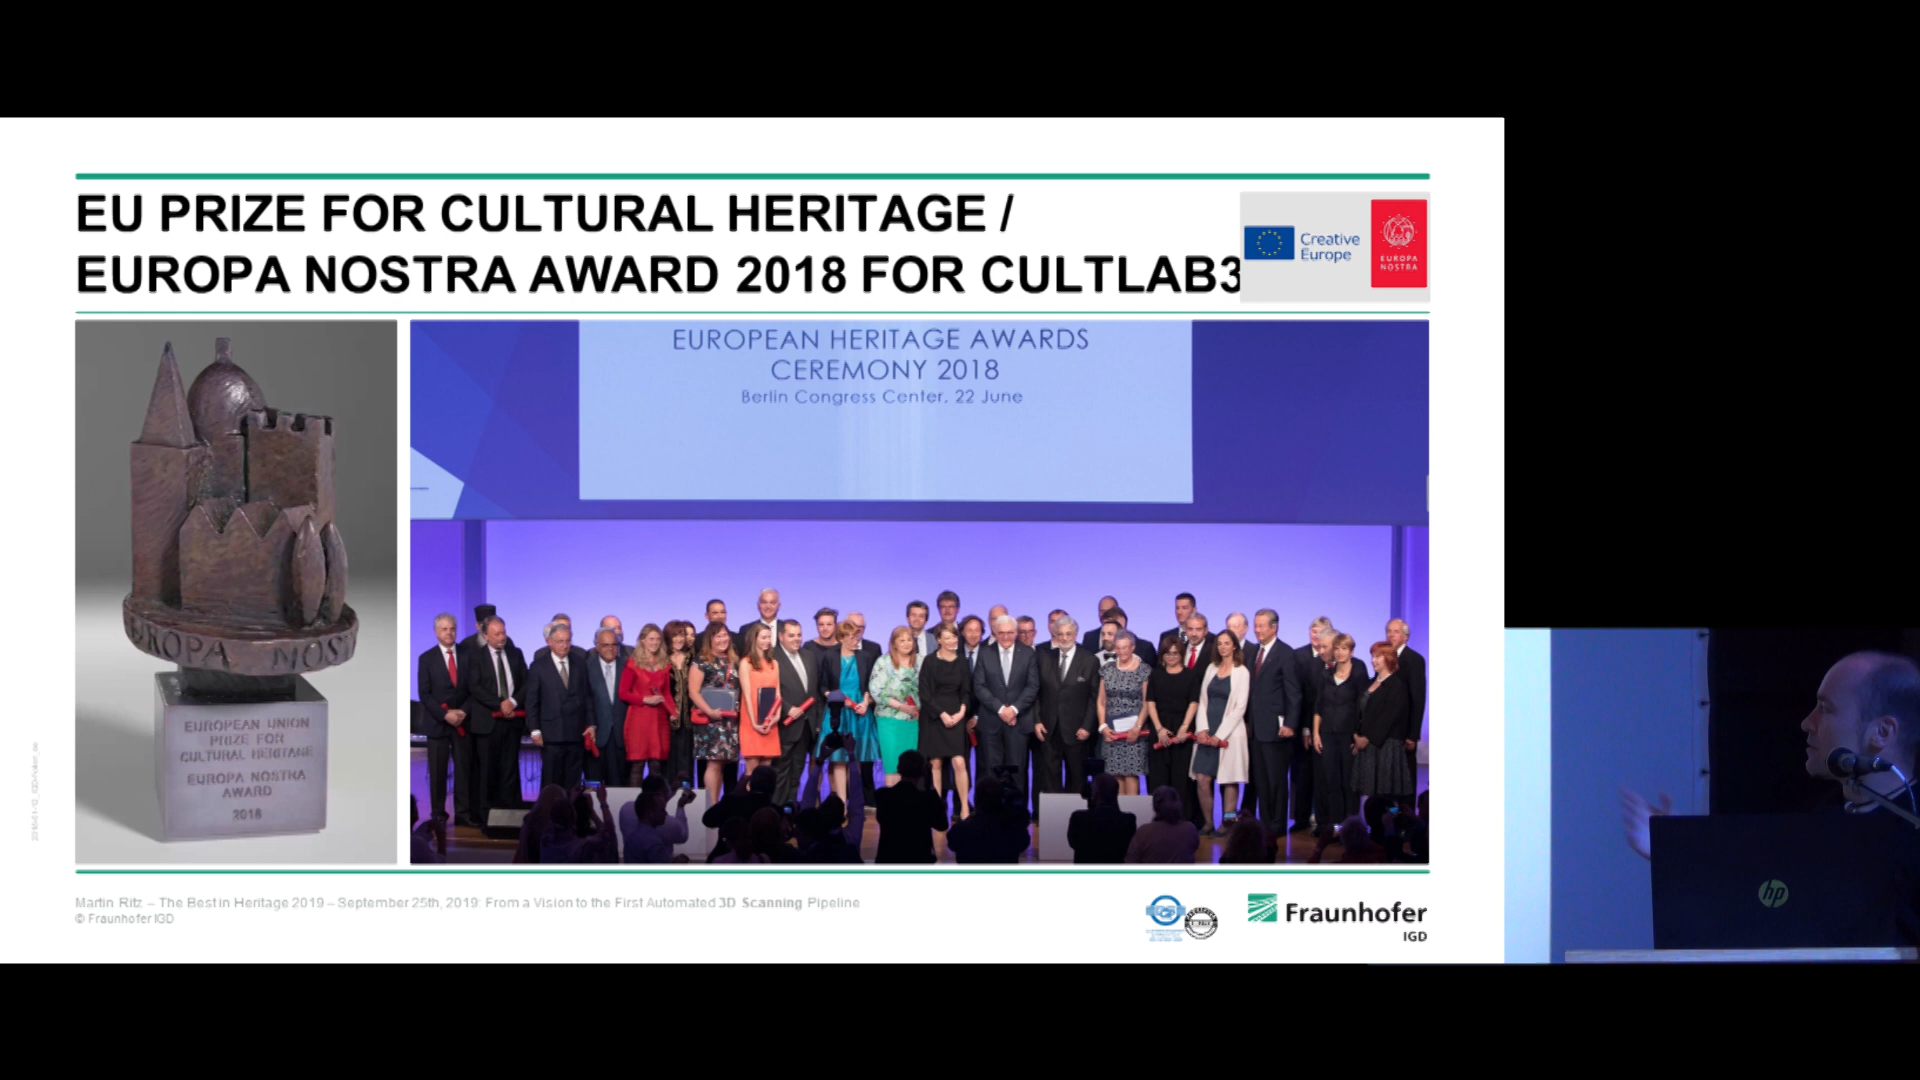 EU PRIZE FOR CULTURAL HERITAGE /
EUROPA NOSTRA AWARD 2018 FOR CULTLAB3
Creative
Europe
EUROPA
NOSTRA
EUROPEAN HERITAGE AWARDS
CEREMONY 2018
Berlin Congress Center, 22 June
UROPA NOST
EUROPEAN UNION
PRIZE FOR
CULTURAL HERITAGE
EUROPA NOSTRA
AWARD
2018
Martin Ritz – The Best in Heritage 2019 – September 25th, 2019: From a Vision to the First Automated 3D Scanning Pipeline
© Fraunhofer IGD
Fraunhofer
IGD
hp